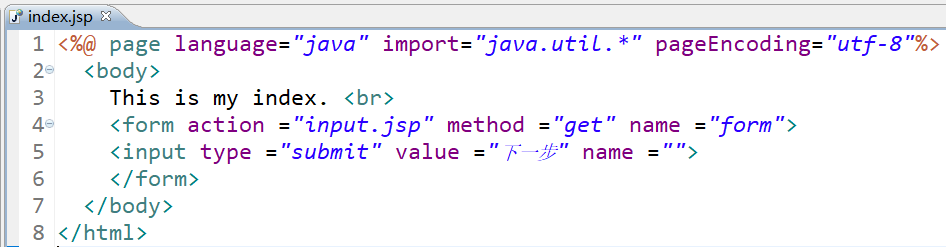 index.jsp
1 <%@ page language="java" import="java.util.*" pageEncoding="utf-8"%>
2 <body>
3 This is my index. <br>
4 <form action ="input.jsp" method ="get" name ="form">
5 <input type ="submit" value ="下一步" name ="">
6 </form>
7 </body>
8 </html>